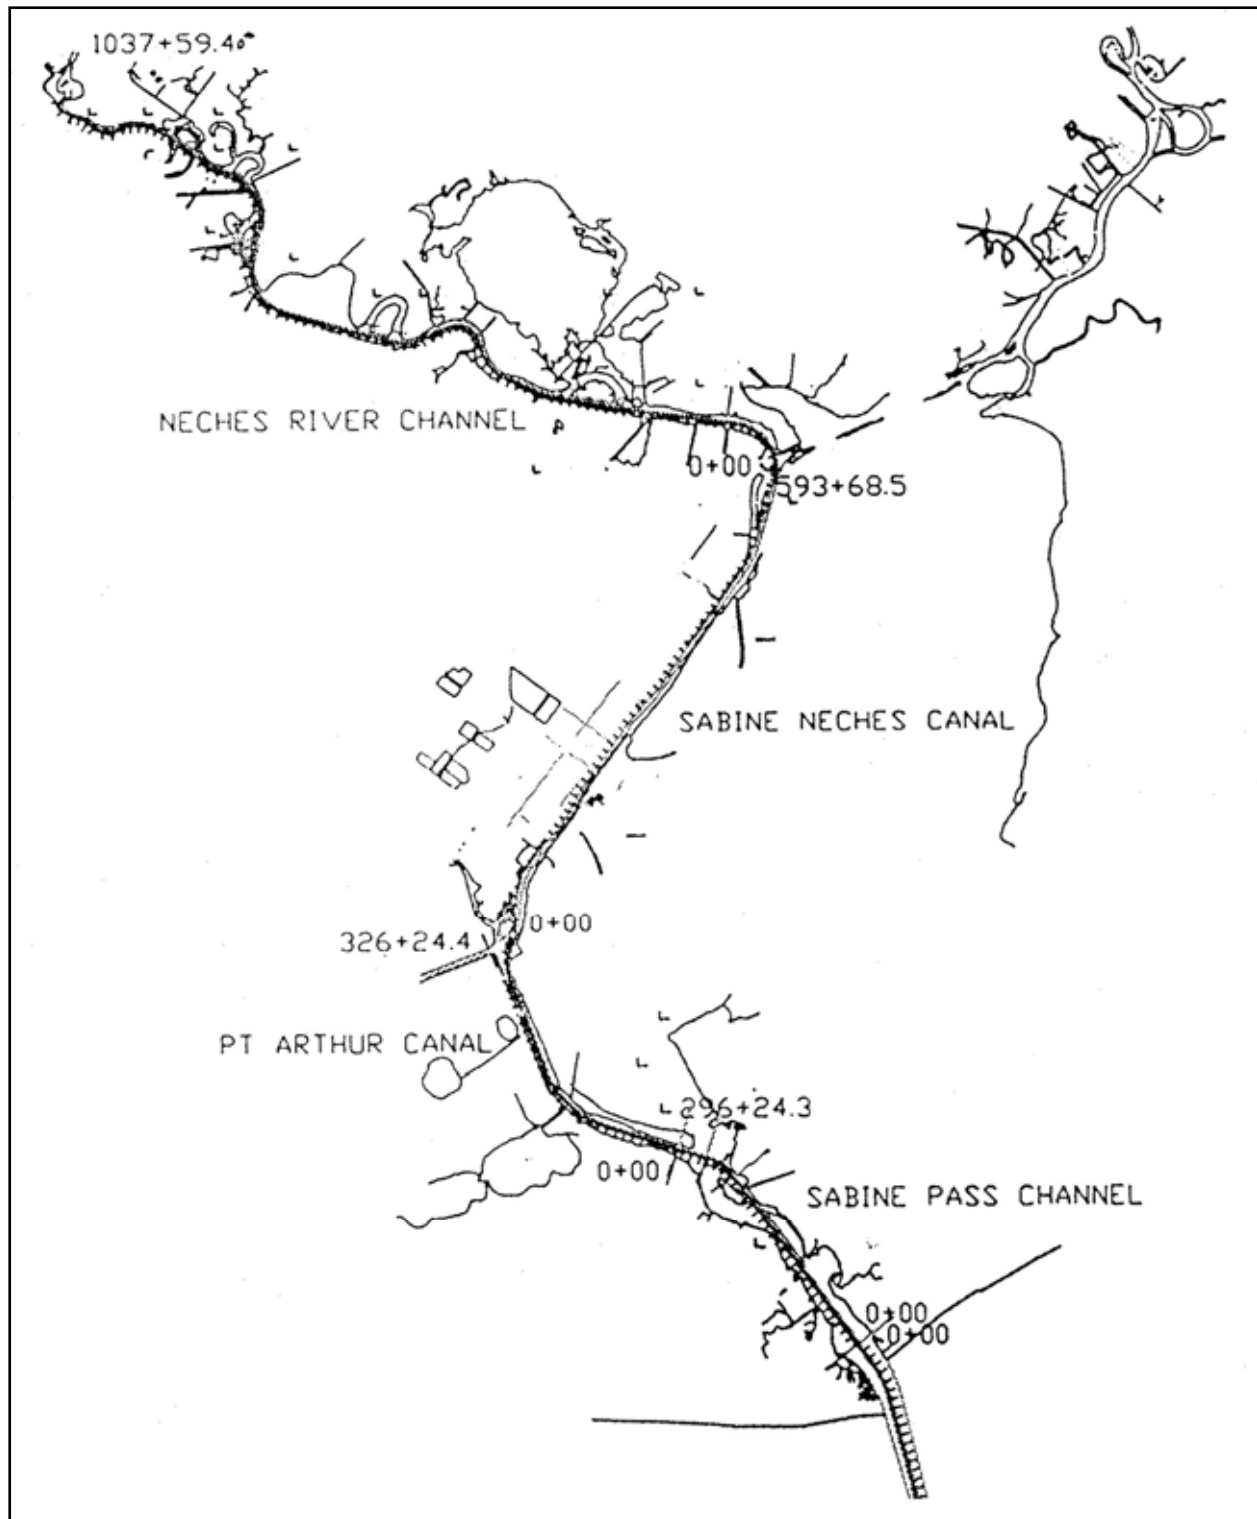 1037+59.4
NECHES RIVER CHANNEL
0+00
593+68.5
SABINE NECHES CANAL
0+00
326+24.4
PT ARTHUR CANAL
296+24.3
0+00
SABINE PASS CHANNEL
0+00
0+00